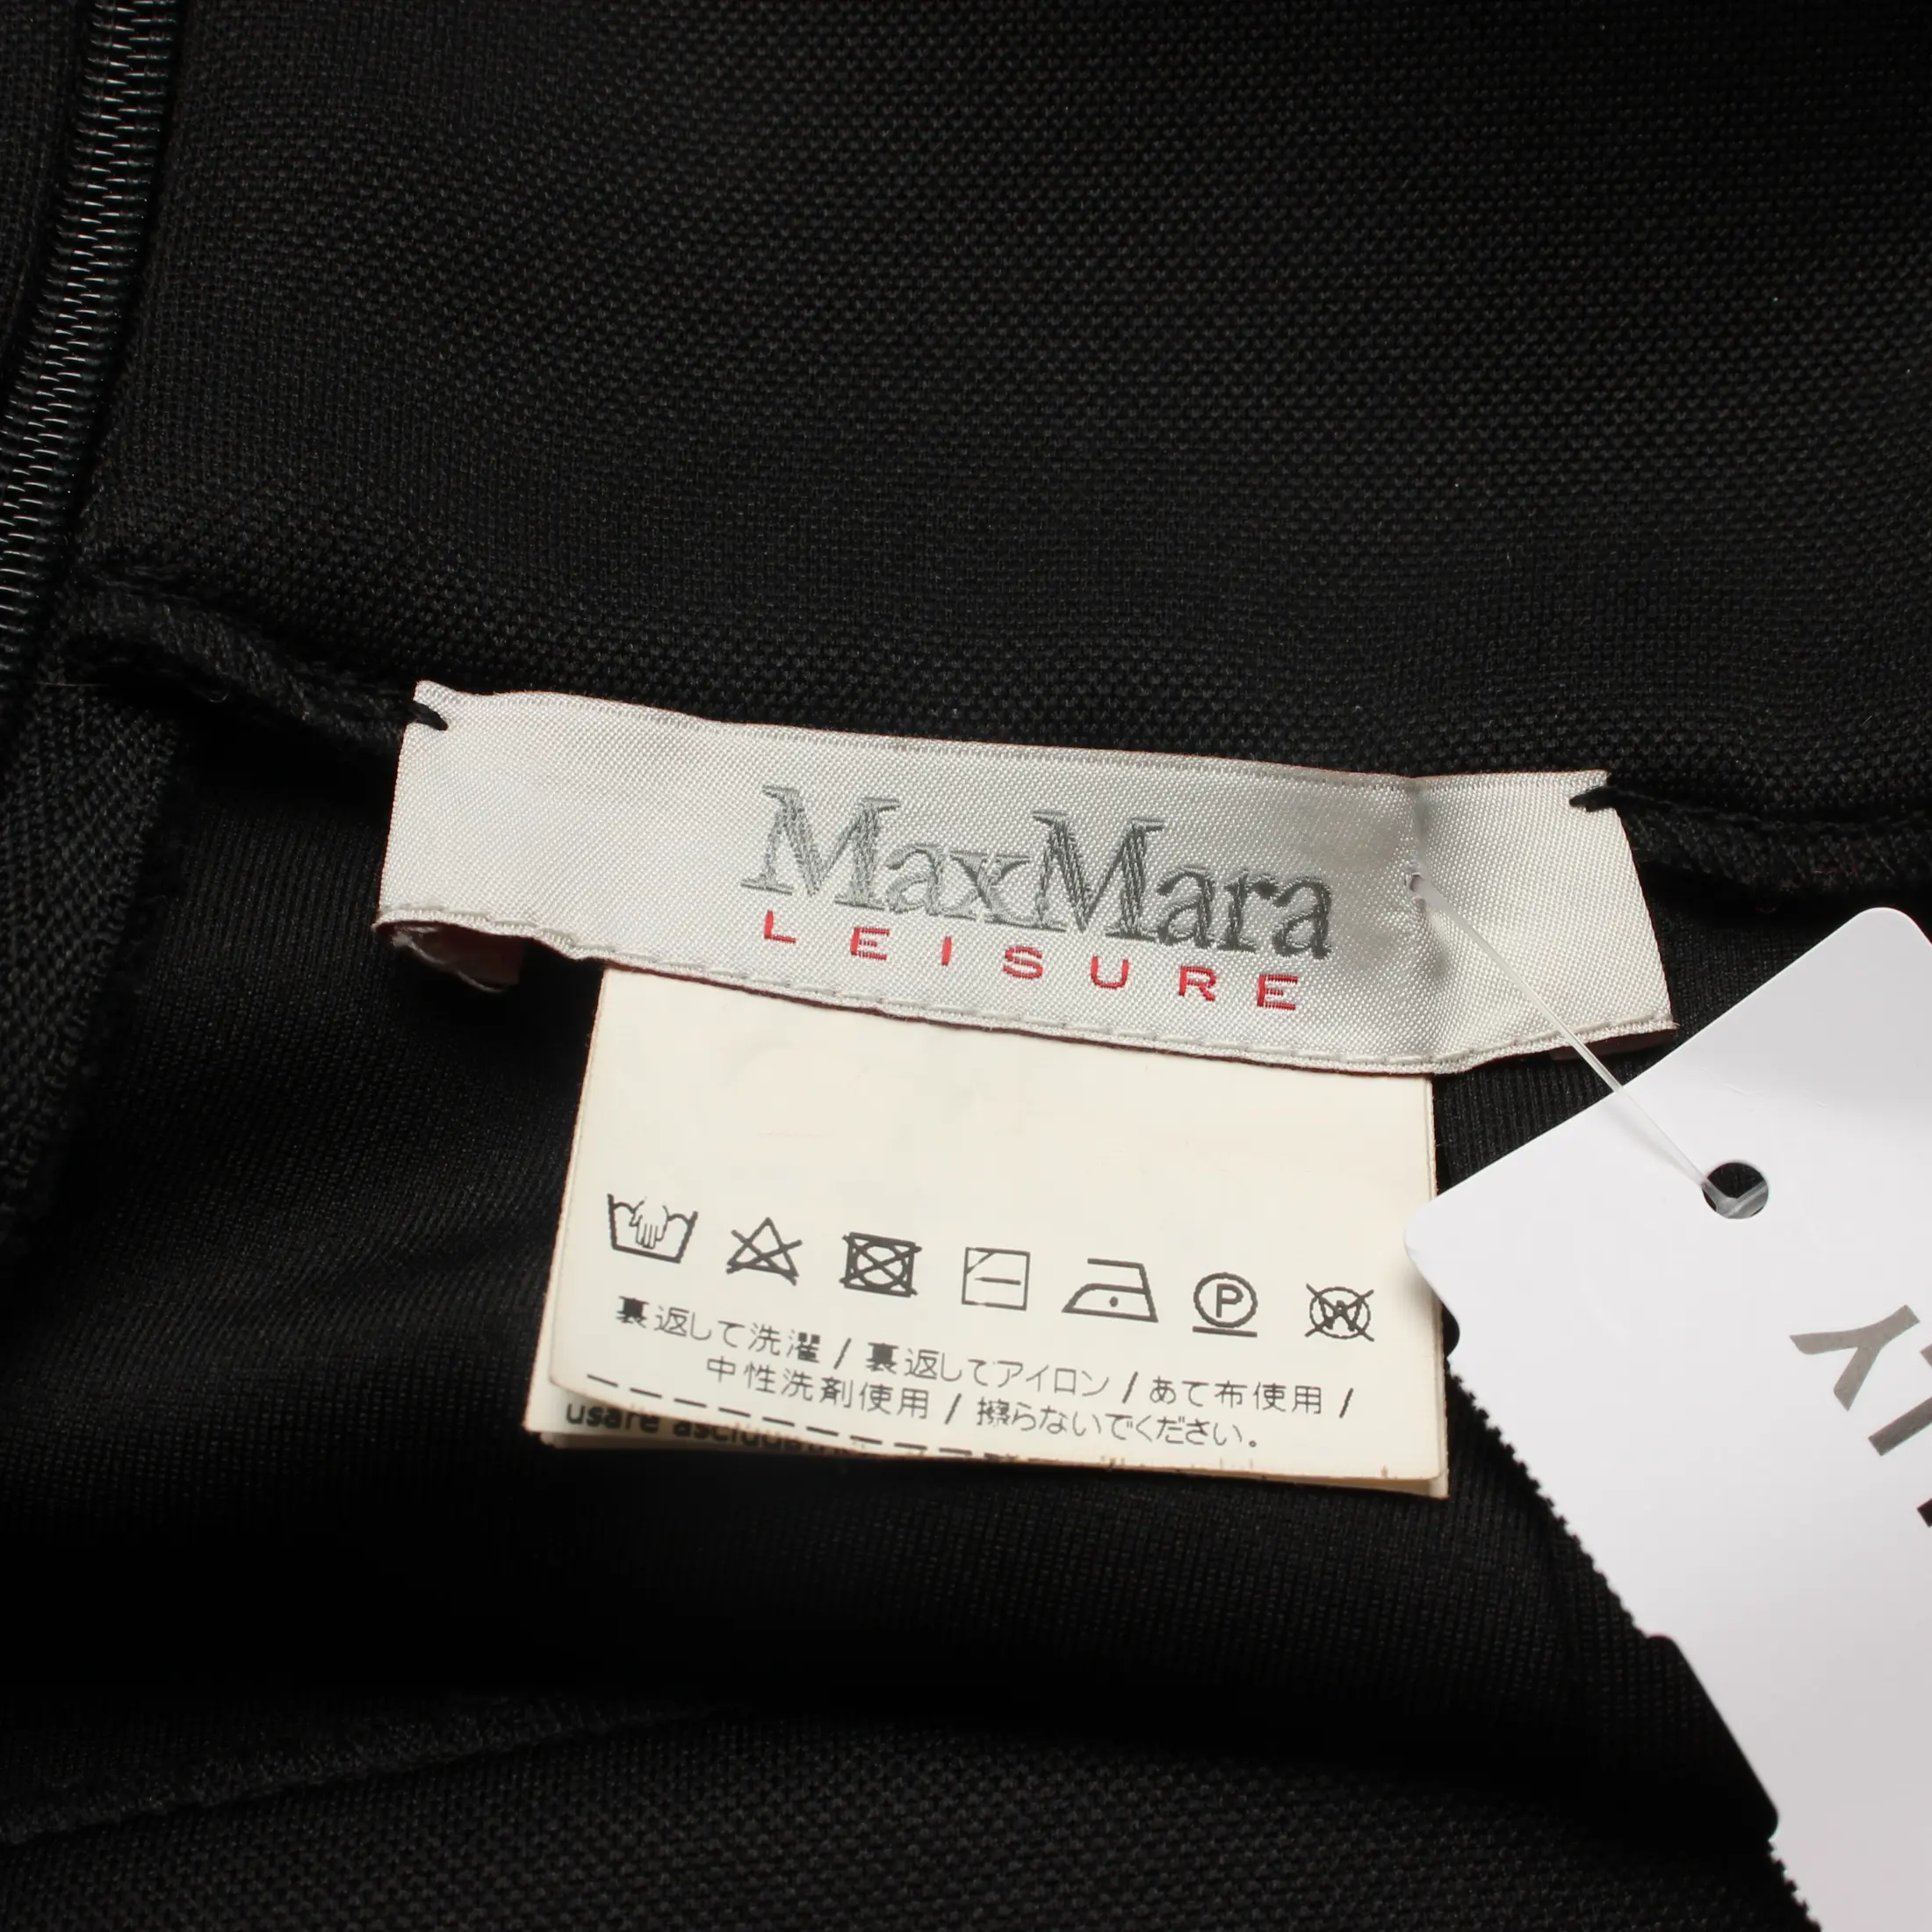 MaxMara
LEISURE
P
W
裏返して洗濯 / 裏返してアイロン / あて布使用 /
中性洗剤使用 / 擦らないでください。
usare